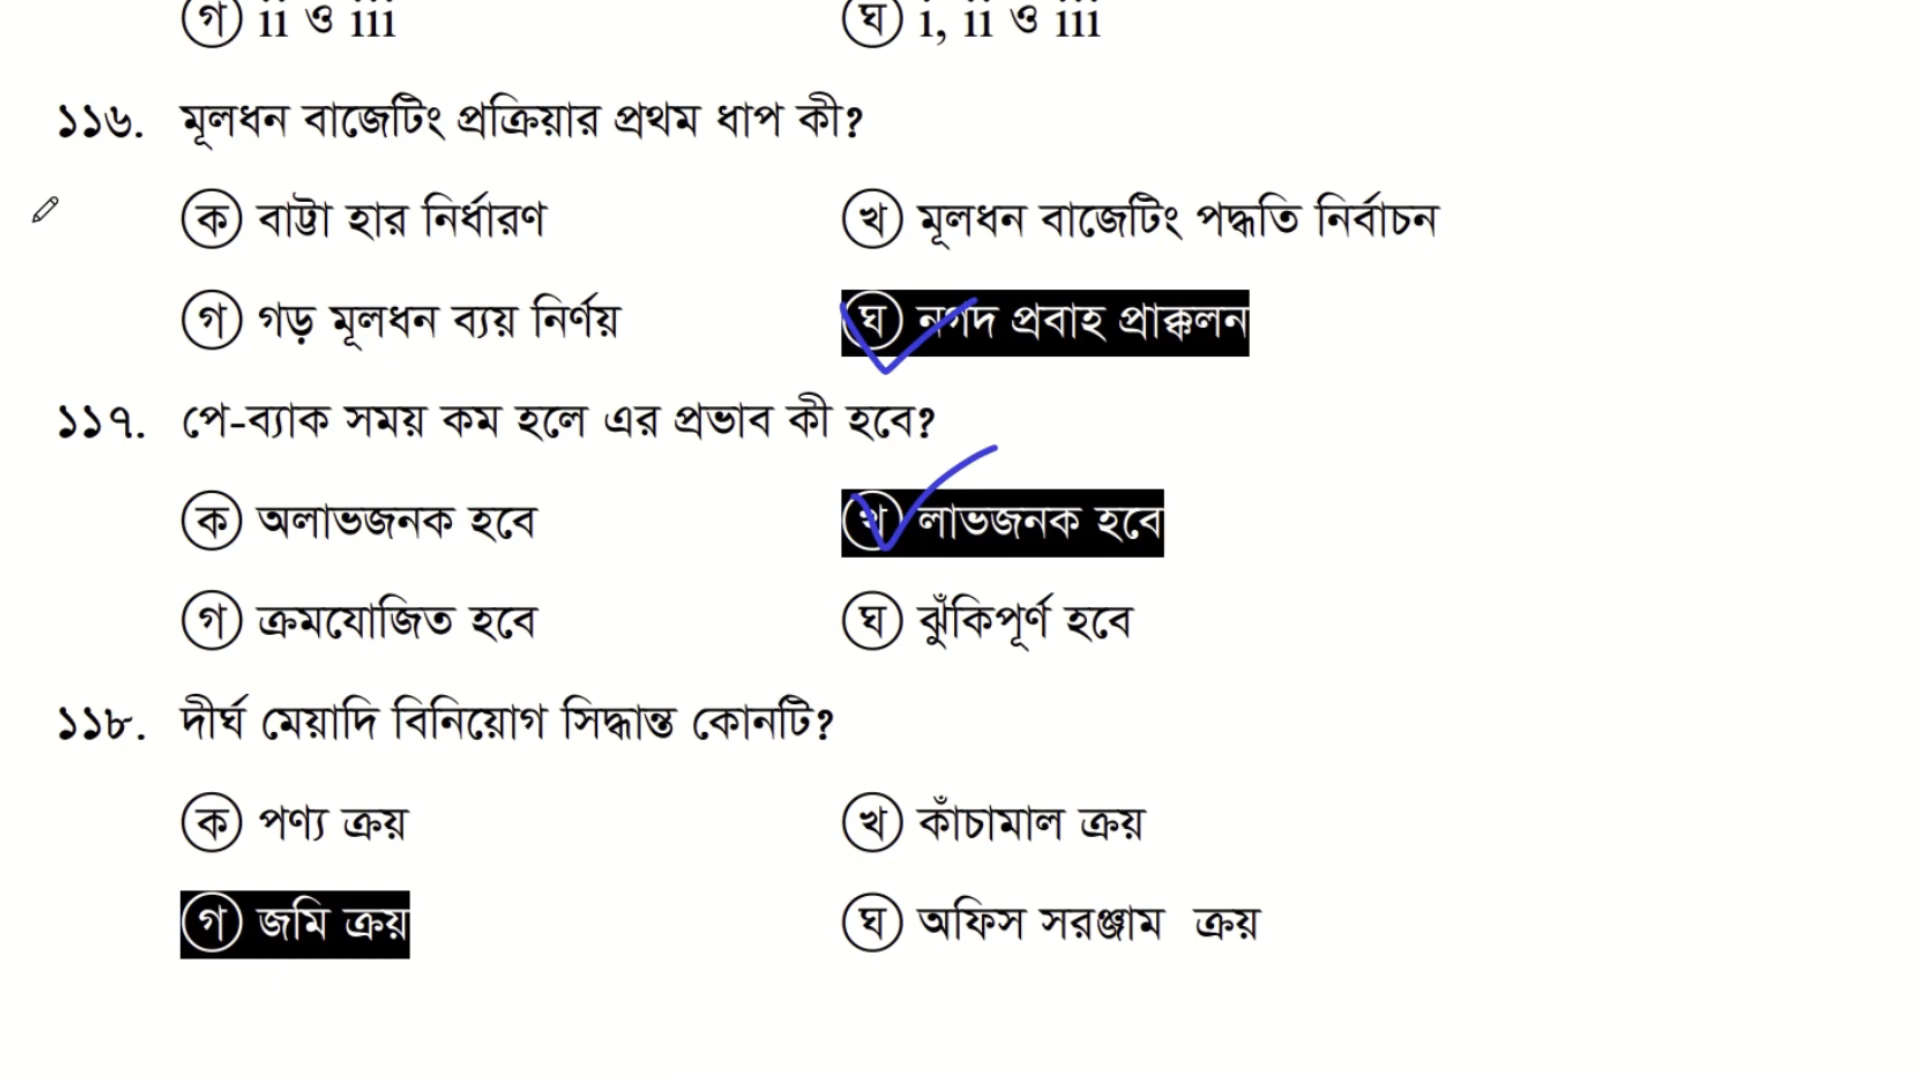 গ ii ও iii ঘ i, ii ও iii
১১৬. মূলধন বাজেটিং প্রক্রিয়ার প্রথম ধাপ কী?
ক বাট্টা হার নির্ধারণ খ মূলধন বাজেটিং পদ্ধতি নির্বাচন
গ গড় মূলধন ব্যয় নির্ণয় ঘ নগদ প্রবাহ প্রাক্কলন
১১৭. পে-ব্যাক সময় কম হলে এর প্রভাব কী হবে?
ক অলাভজনক হবে খ লাভজনক হবে
গ ক্রমযোজিত হবে ঘ ঝুঁকিপূর্ণ হবে
১১৮. দীর্ঘ মেয়াদি বিনিয়োগ সিদ্ধান্ত কোনটি?
ক পণ্য ক্রয় খ কাঁচামাল ক্রয়
গ জমি ক্রয় ঘ অফিস সরঞ্জাম ক্রয়